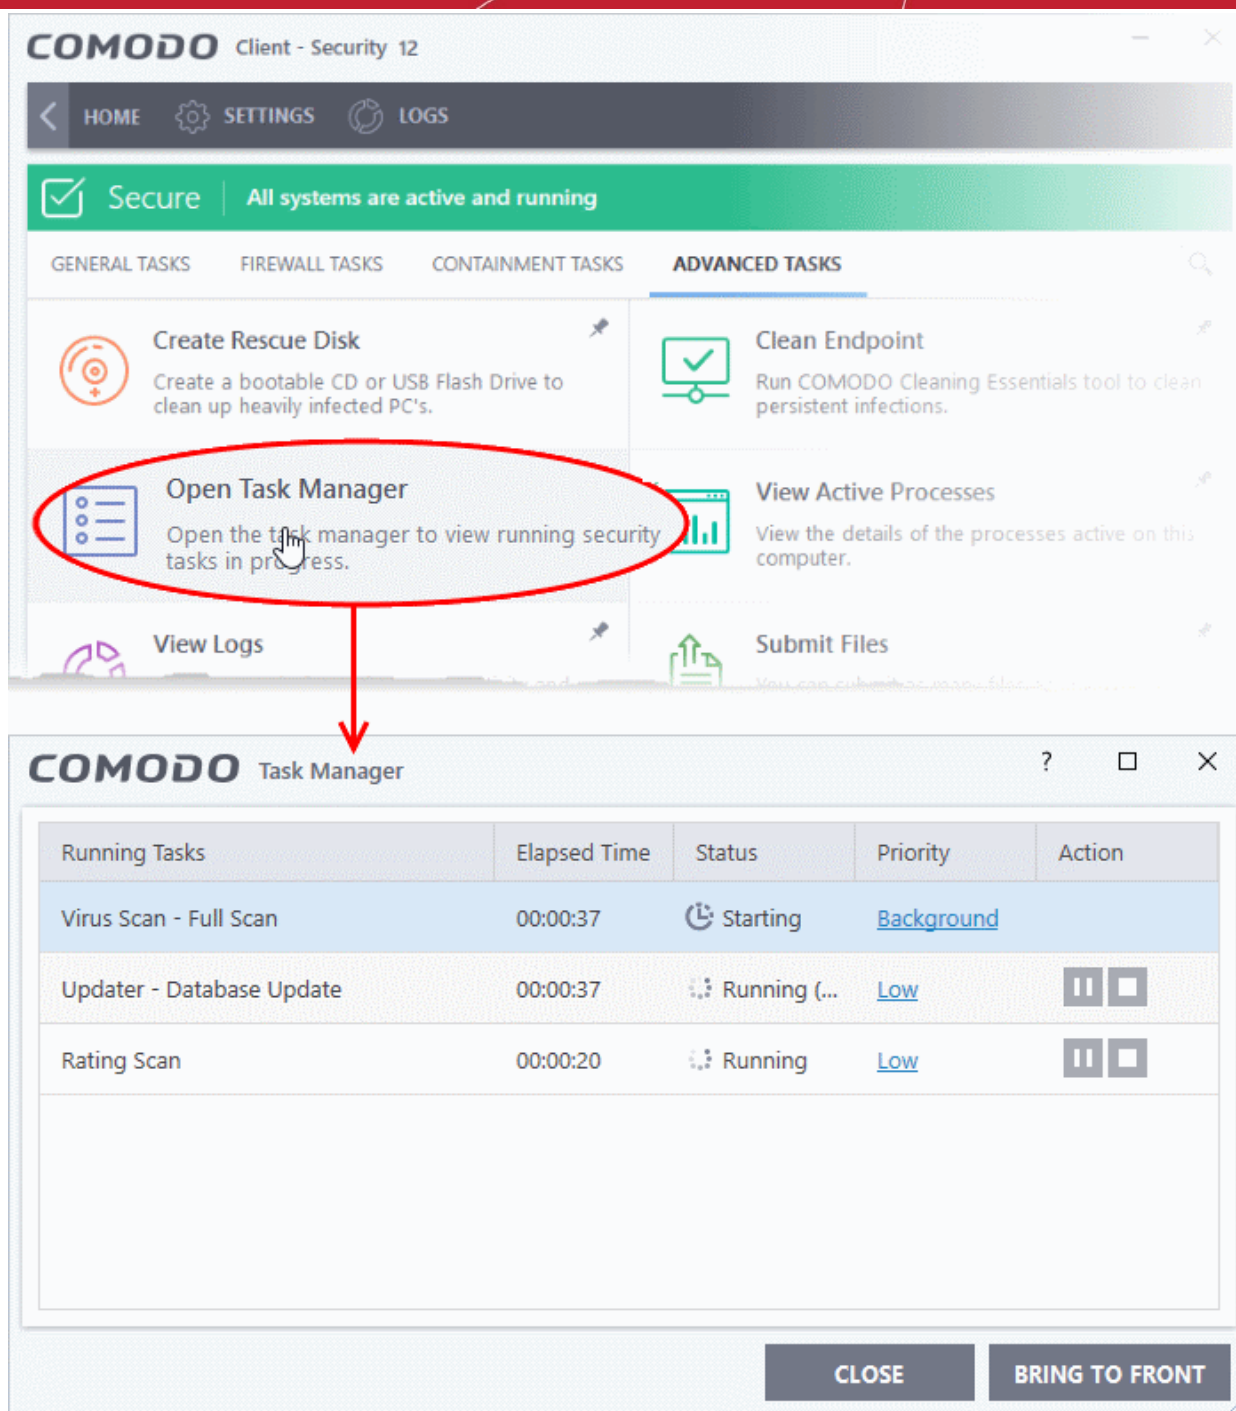 COMODO Client - Security 12
HOME SETTINGS LOGS
Secure All systems are active and running
GENERAL TASKS FIREWALL TASKS CONTAINMENT TASKS ADVANCED TASKS
Create Rescue Disk
Create a bootable CD or USB Flash Drive to
clean up heavily infected PC's.
Clean Endpoint
Run COMODO Cleaning Essentials tool to clean
persistent infections.
Open Task Manager
Open the task manager to view running security
tasks in progress.
View Active Processes
View the details of the processes active on this
computer.
View Logs
Submit Files
You can submit as many files
COMODO Task Manager ?
Running Tasks Elapsed Time Status Priority Action
Virus Scan - Full Scan 00:00:37 Starting Background
Updater - Database Update 00:00:37 Running (... Low
Rating Scan 00:00:20 Running Low
CLOSE BRING TO FRONT